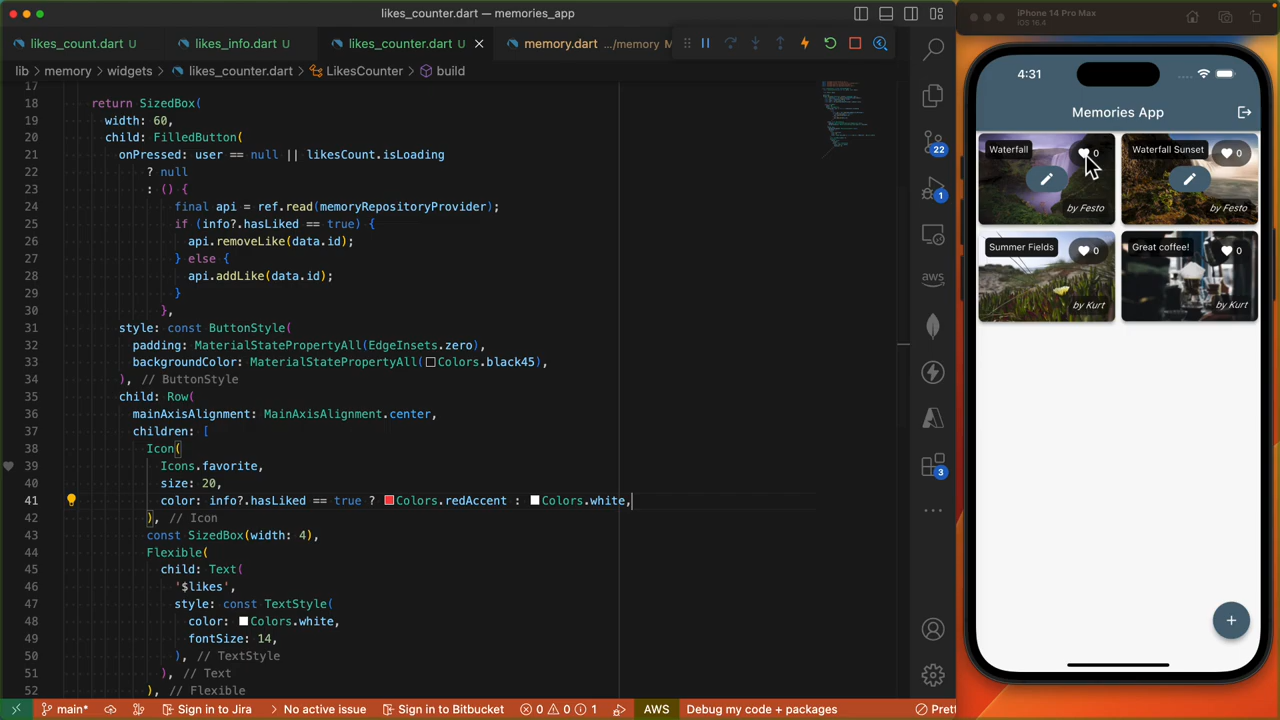 likes_counter.dart — memories_app
likes_count.dart U
likes_info.dart U
likes_counter.dart U
memory.dart .../memory M
lib > memory > widgets > likes_counter.dart > LikesCounter > build
17
18 return SizedBox(
19 width: 60,
20 child: FilledButton(
21 onPressed: user == null || likesCount.isLoading
22 ? null
23 : () {
24 final api = ref.read(memoryRepositoryProvider);
25 if (info?.hasLiked == true) {
26 api.removeLike(data.id);
27 } else {
28 api.addLike(data.id);
29 }
30 },
31 style: const ButtonStyle(
32 padding: MaterialStatePropertyAll(EdgeInsets.zero),
33 backgroundColor: MaterialStatePropertyAll(Colors.black45),
34 ), // ButtonStyle
35 child: Row(
36 mainAxisAlignment: MainAxisAlignment.center,
37 children: [
38 Icon(
39 Icons.favorite,
40 size: 20,
41 color: info?.hasLiked == true ? Colors.redAccent : Colors.white,
42 ), // Icon
43 const SizedBox(width: 4),
44 Flexible(
45 child: Text(
46 '$likes',
47 style: const TextStyle(
48 color: Colors.white,
49 fontSize: 14,
50 ), // TextStyle
51 ), // Text
52 ), // Flexible
22
1
aws
3
main*
Sign in to Jira
No active issue
Sign in to Bitbucket
0 0 1
AWS
Debug my code + packages
Prett
iPhone 14 Pro Max
iOS 16.4
4:31
Memories App
Waterfall 0
by Festo
Waterfall Sunset 0
by Festo
Summer Fields 0
by Kurt
Great coffee! 0
by Kurt
+